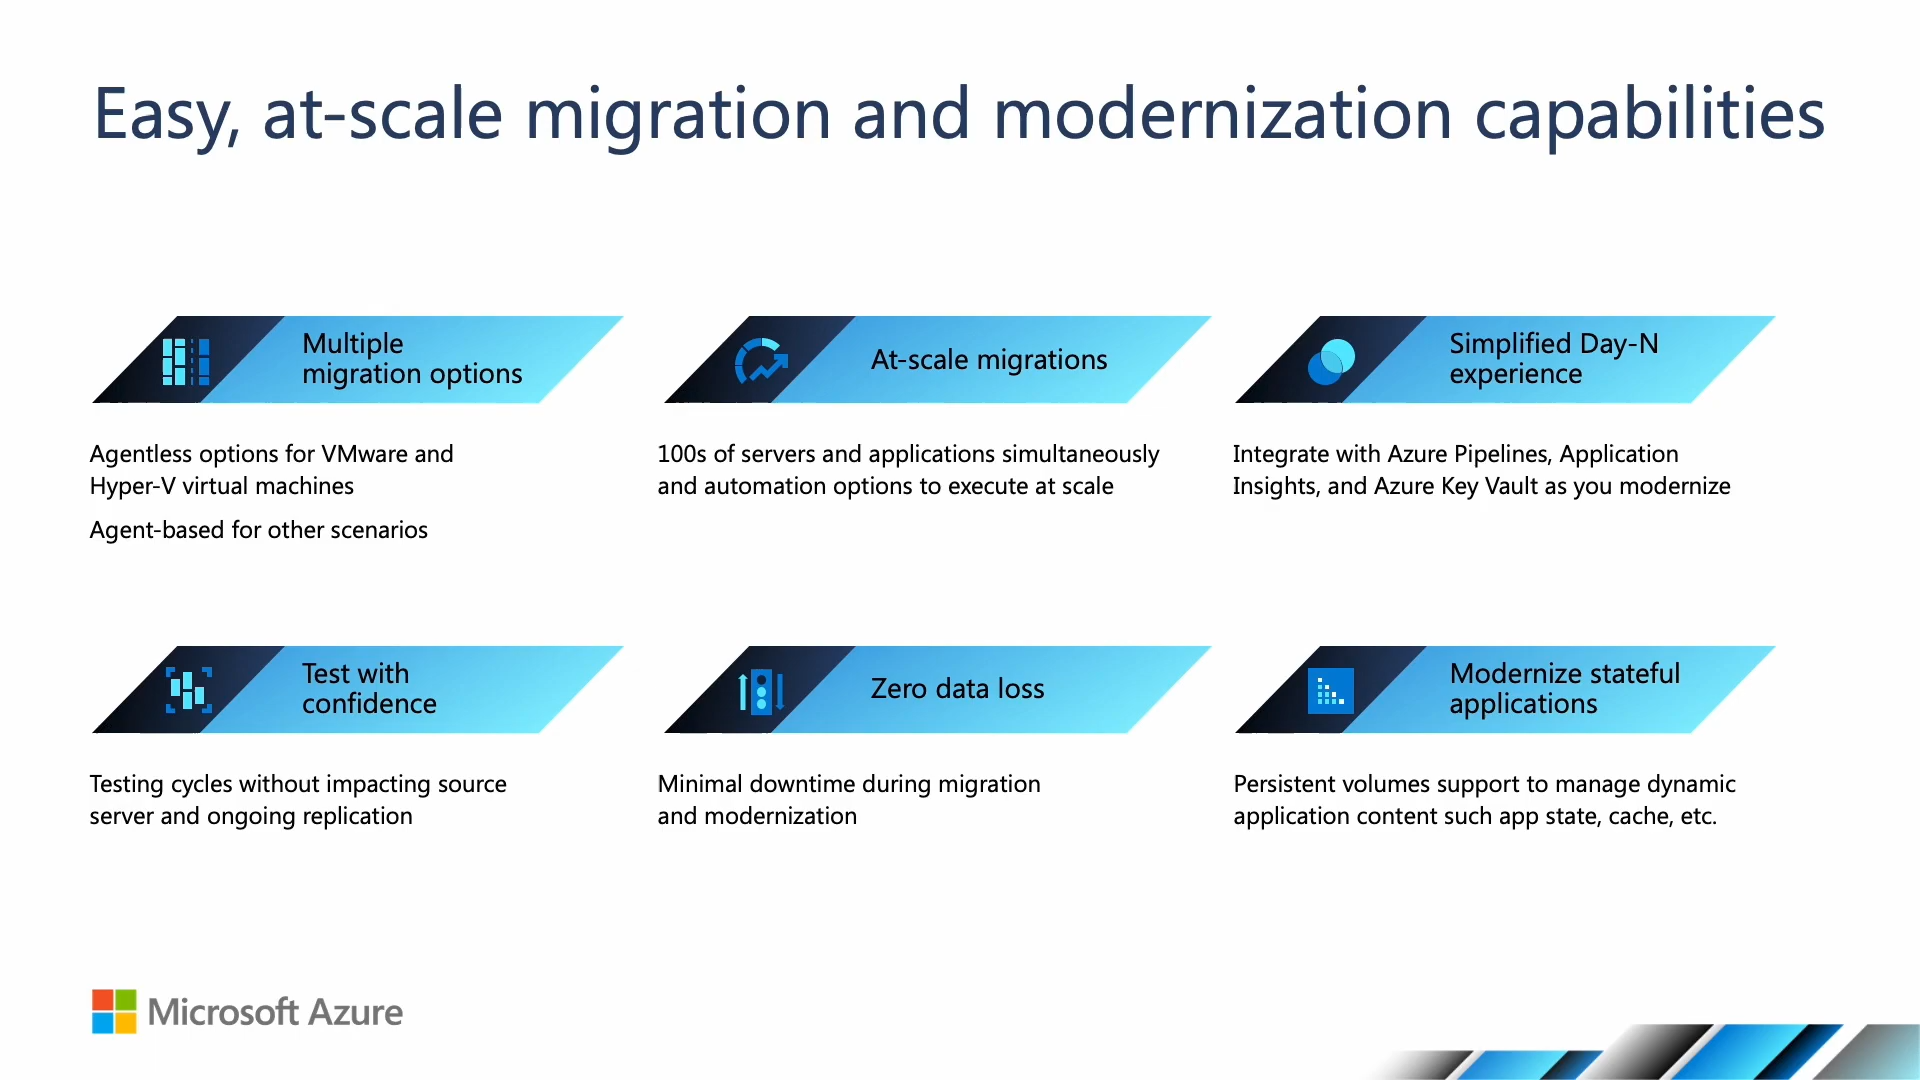 Easy, at-scale migration and modernization capabilities
Multiple
migration options
Agentless options for VMware and
Hyper-V virtual machines
Agent-based for other scenarios
At-scale migrations
100s of servers and applications simultaneously
and automation options to execute at scale
Simplified Day-N
experience
Integrate with Azure Pipelines, Application
Insights, and Azure Key Vault as you modernize
Test with
confidence
Testing cycles without impacting source
server and ongoing replication
Zero data loss
Minimal downtime during migration
and modernization
Modernize stateful
applications
Persistent volumes support to manage dynamic
application content such app state, cache, etc.
Microsoft Azure